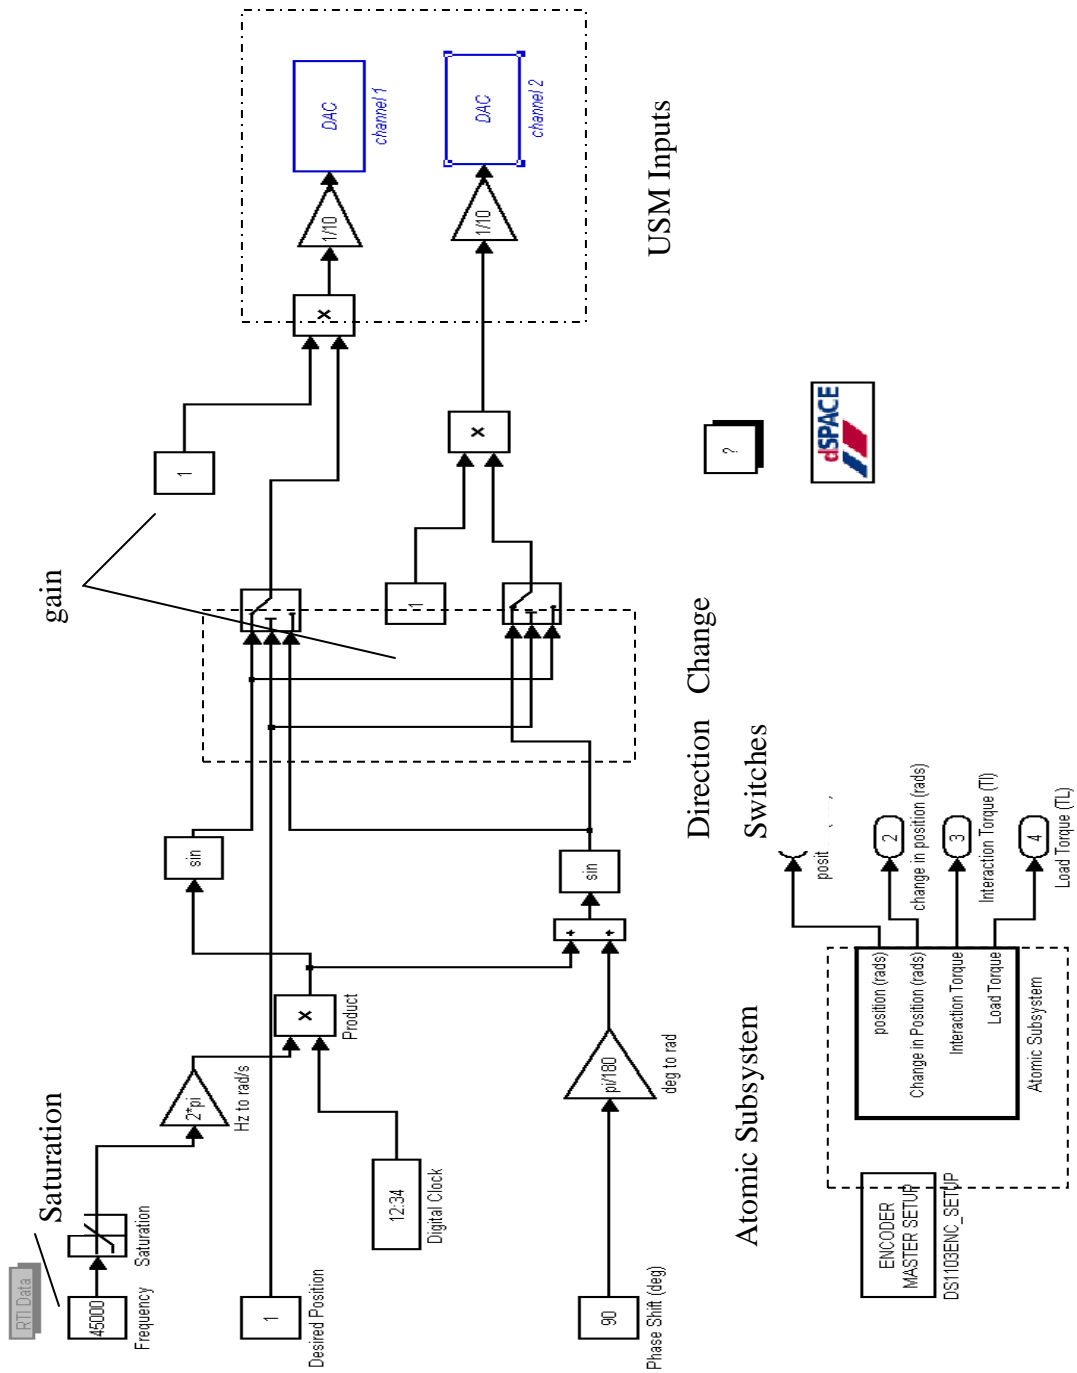 RTI Data
45000
Frequency
Saturation
Saturation
2*pi
Hz to rad/s
12:34
Digital Clock
x
Product
1
Desired Position
90
Phase Shift (deg)
pi/180
deg to rad
+
+
sin
sin
gain
1
1
x
x
1/10
1/10
DAC
channel 1
DAC
channel 2
USM Inputs
Direction Change
Switches
?
dSPACE
Atomic Subsystem
ENCODER
MASTER SETUP
DS1103ENC_SETUP
position (rads)
Change in Position (rads)
Interaction Torque
Load Torque
Atomic Subsystem
posit
2
change in position (rads)
3
Interaction Torque (TI)
4
Load Torque (TL)